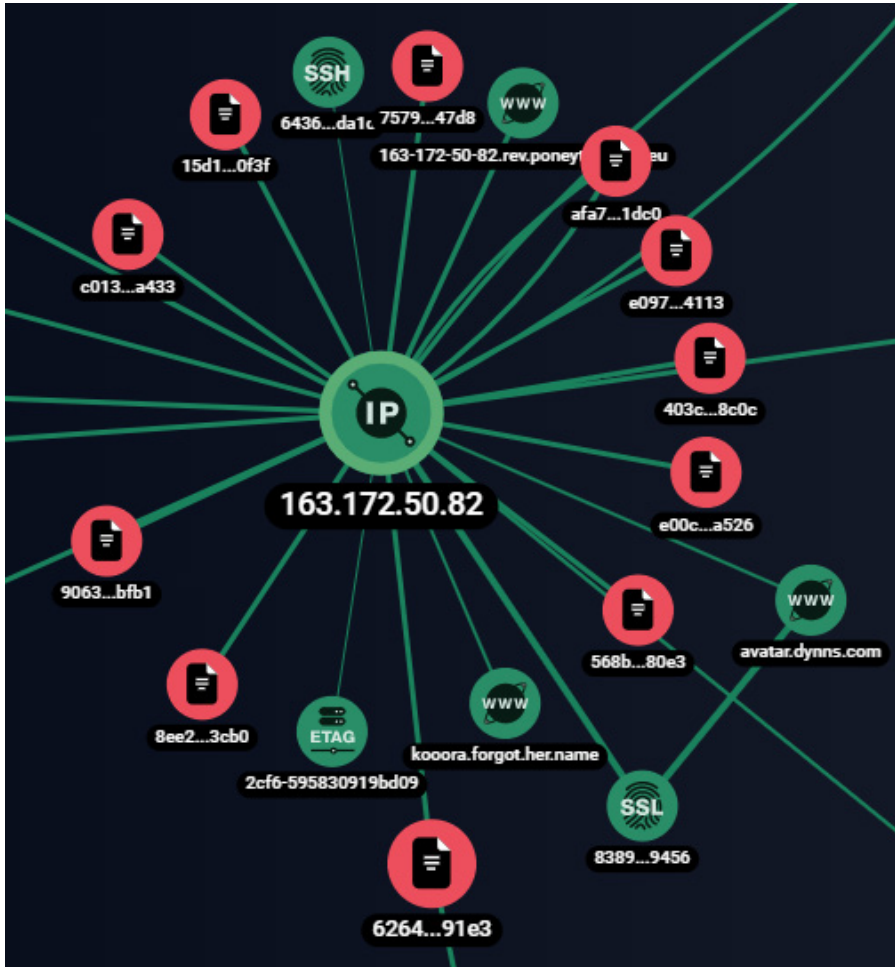 SSH
6436...da1c
7579...47d8
WWW
163-172-50-82.rev.poneyt
eu
15d1...0f3f
afa7...1dc0
c013...a433
e097...4113
IP
403c...8c0c
163.172.50.82
e00c...a526
9063...bfb1
WWW
avatar.dynns.com
568b...80e3
8ee2...3cb0
ETAG
2cf6-595830919bd09
WWW
kooora.forgot.her.name
SSL
8389...9456
6264...91e3